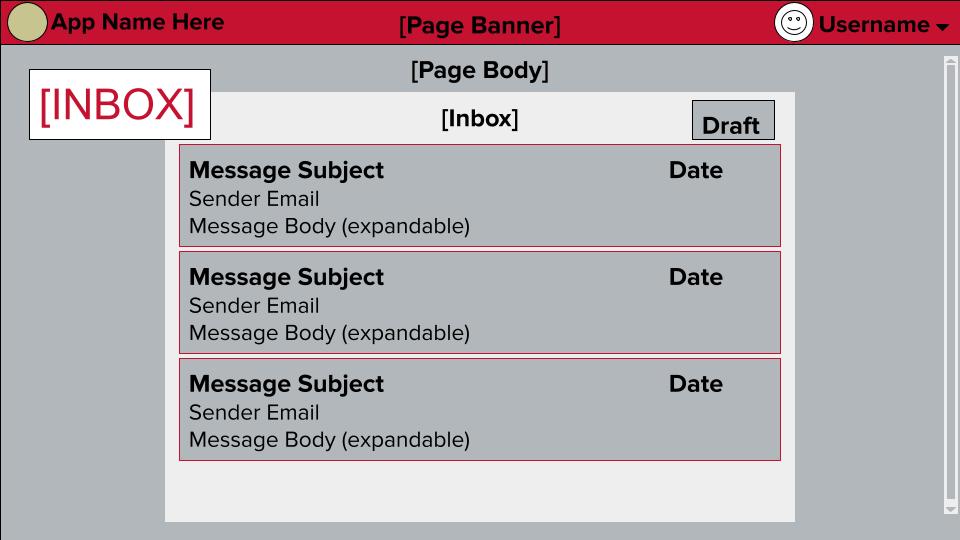 App Name Here
[Page Banner]
Username
[Page Body]
[INBOX]
[Inbox]
Draft
Message Subject
Date
Sender Email
Message Body (expandable)
Message Subject
Date
Sender Email
Message Body (expandable)
Message Subject
Date
Sender Email
Message Body (expandable)